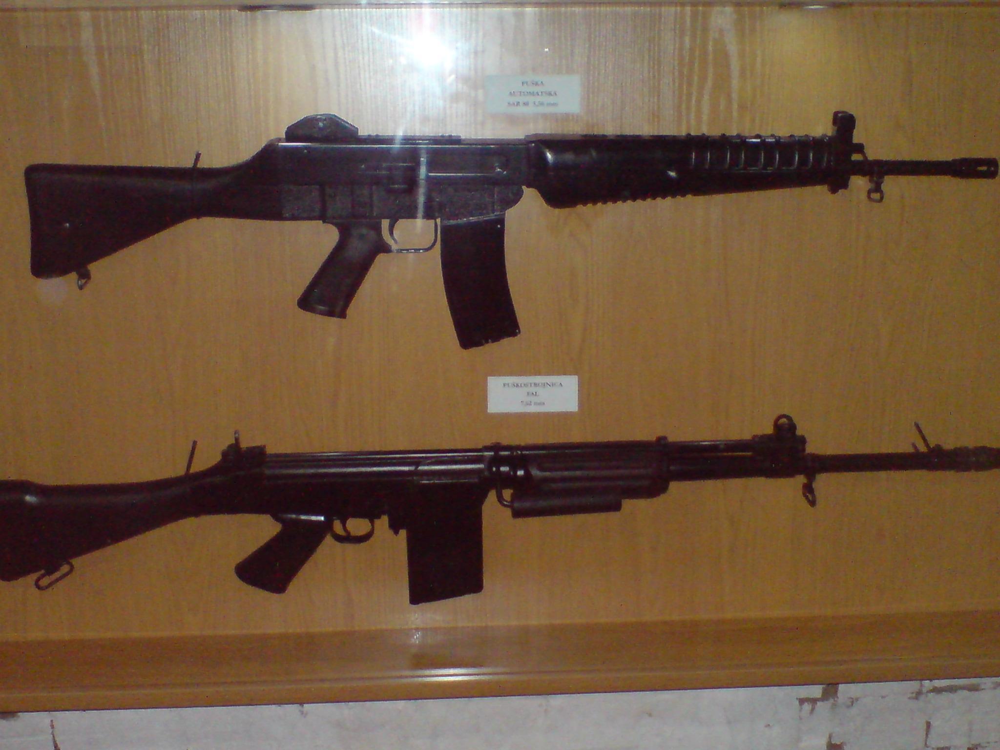 PUŠKA
AUTOMATSKA
SAR 80 5,56 mm
PUŠKOSTROJNICA
FAL
7,62 mm